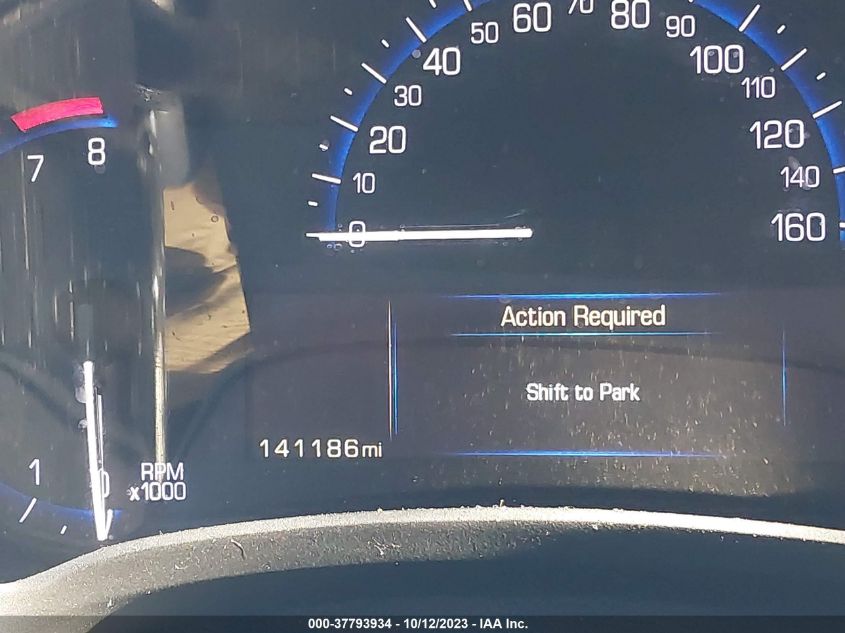 0 10 20 30 40 50 60 70 80 90 100 110 120 140 160
7 8
1 0
RPM
x1000
Action Required
Shift to Park
141186mi
000-37793934 - 10/12/2023 - IAA Inc.